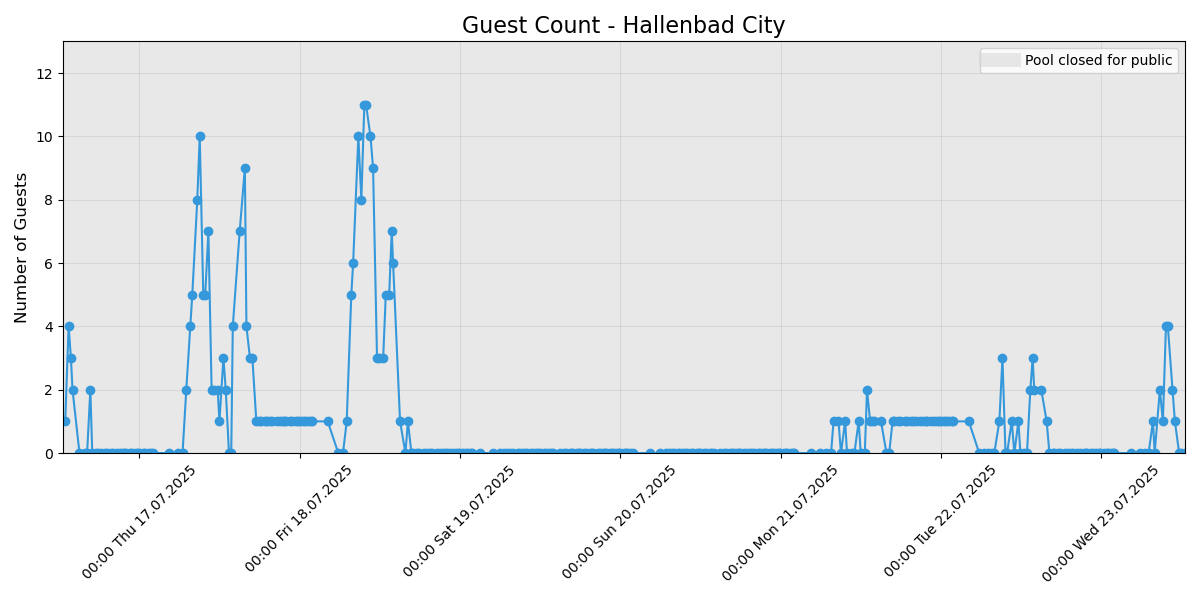 Guest Count - Hallenbad City
Pool closed for public
Number of Guests
12
10
8
6
4
2
0
00:00 Thu 17.07.2025
00:00 Fri 18.07.2025
00:00 Sat 19.07.2025
00:00 Sun 20.07.2025
00:00 Mon 21.07.2025
00:00 Tue 22.07.2025
00:00 Wed 23.07.2025